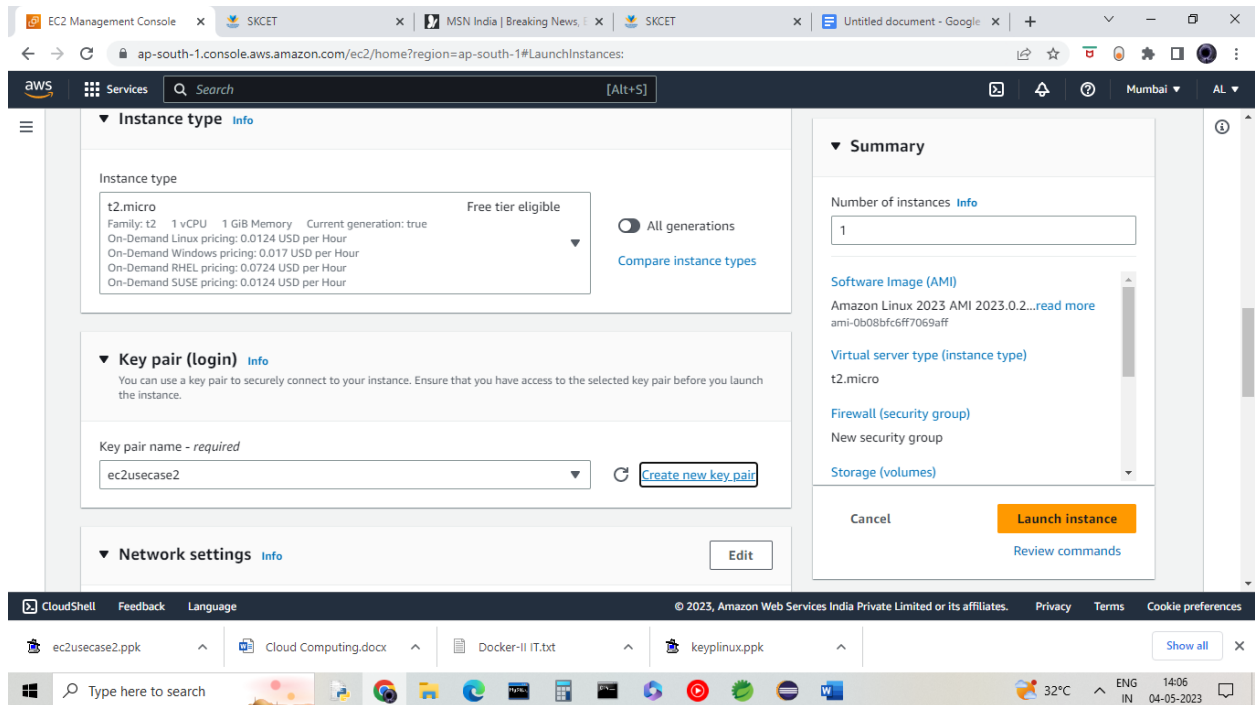 EC2 Management Console
SKCET
MSN India | Breaking News, E
SKCET
Untitled document - Google
ap-south-1.console.aws.amazon.com/ec2/home?region=ap-south-1#LaunchInstances:
aws
Services
Search
[Alt+S]
Mumbai
AL
Instance type Info
Instance type
t2.micro
Free tier eligible
Family: t2 1 vCPU 1 GiB Memory Current generation: true
On-Demand Linux pricing: 0.0124 USD per Hour
On-Demand Windows pricing: 0.017 USD per Hour
On-Demand RHEL pricing: 0.0724 USD per Hour
On-Demand SUSE pricing: 0.0124 USD per Hour
All generations
Compare instance types
Key pair (login) Info
You can use a key pair to securely connect to your instance. Ensure that you have access to the selected key pair before you launch
the instance.
Key pair name - required
ec2usecase2
Create new key pair
Network settings Info
Edit
Summary
Number of instances Info
1
Software Image (AMI)
Amazon Linux 2023 AMI 2023.0.2...read more
ami-0b08bfc6ff7069aff
Virtual server type (instance type)
t2.micro
Firewall (security group)
New security group
Storage (volumes)
Cancel
Launch instance
Review commands
CloudShell
Feedback
Language
© 2023, Amazon Web Services India Private Limited or its affiliates.
Privacy
Terms
Cookie preferences
ec2usecase2.ppk
Cloud Computing.docx
Docker-II IT.txt
keyplinux.ppk
Show all
Type here to search
32°C
ENG
IN
14:06
04-05-2023